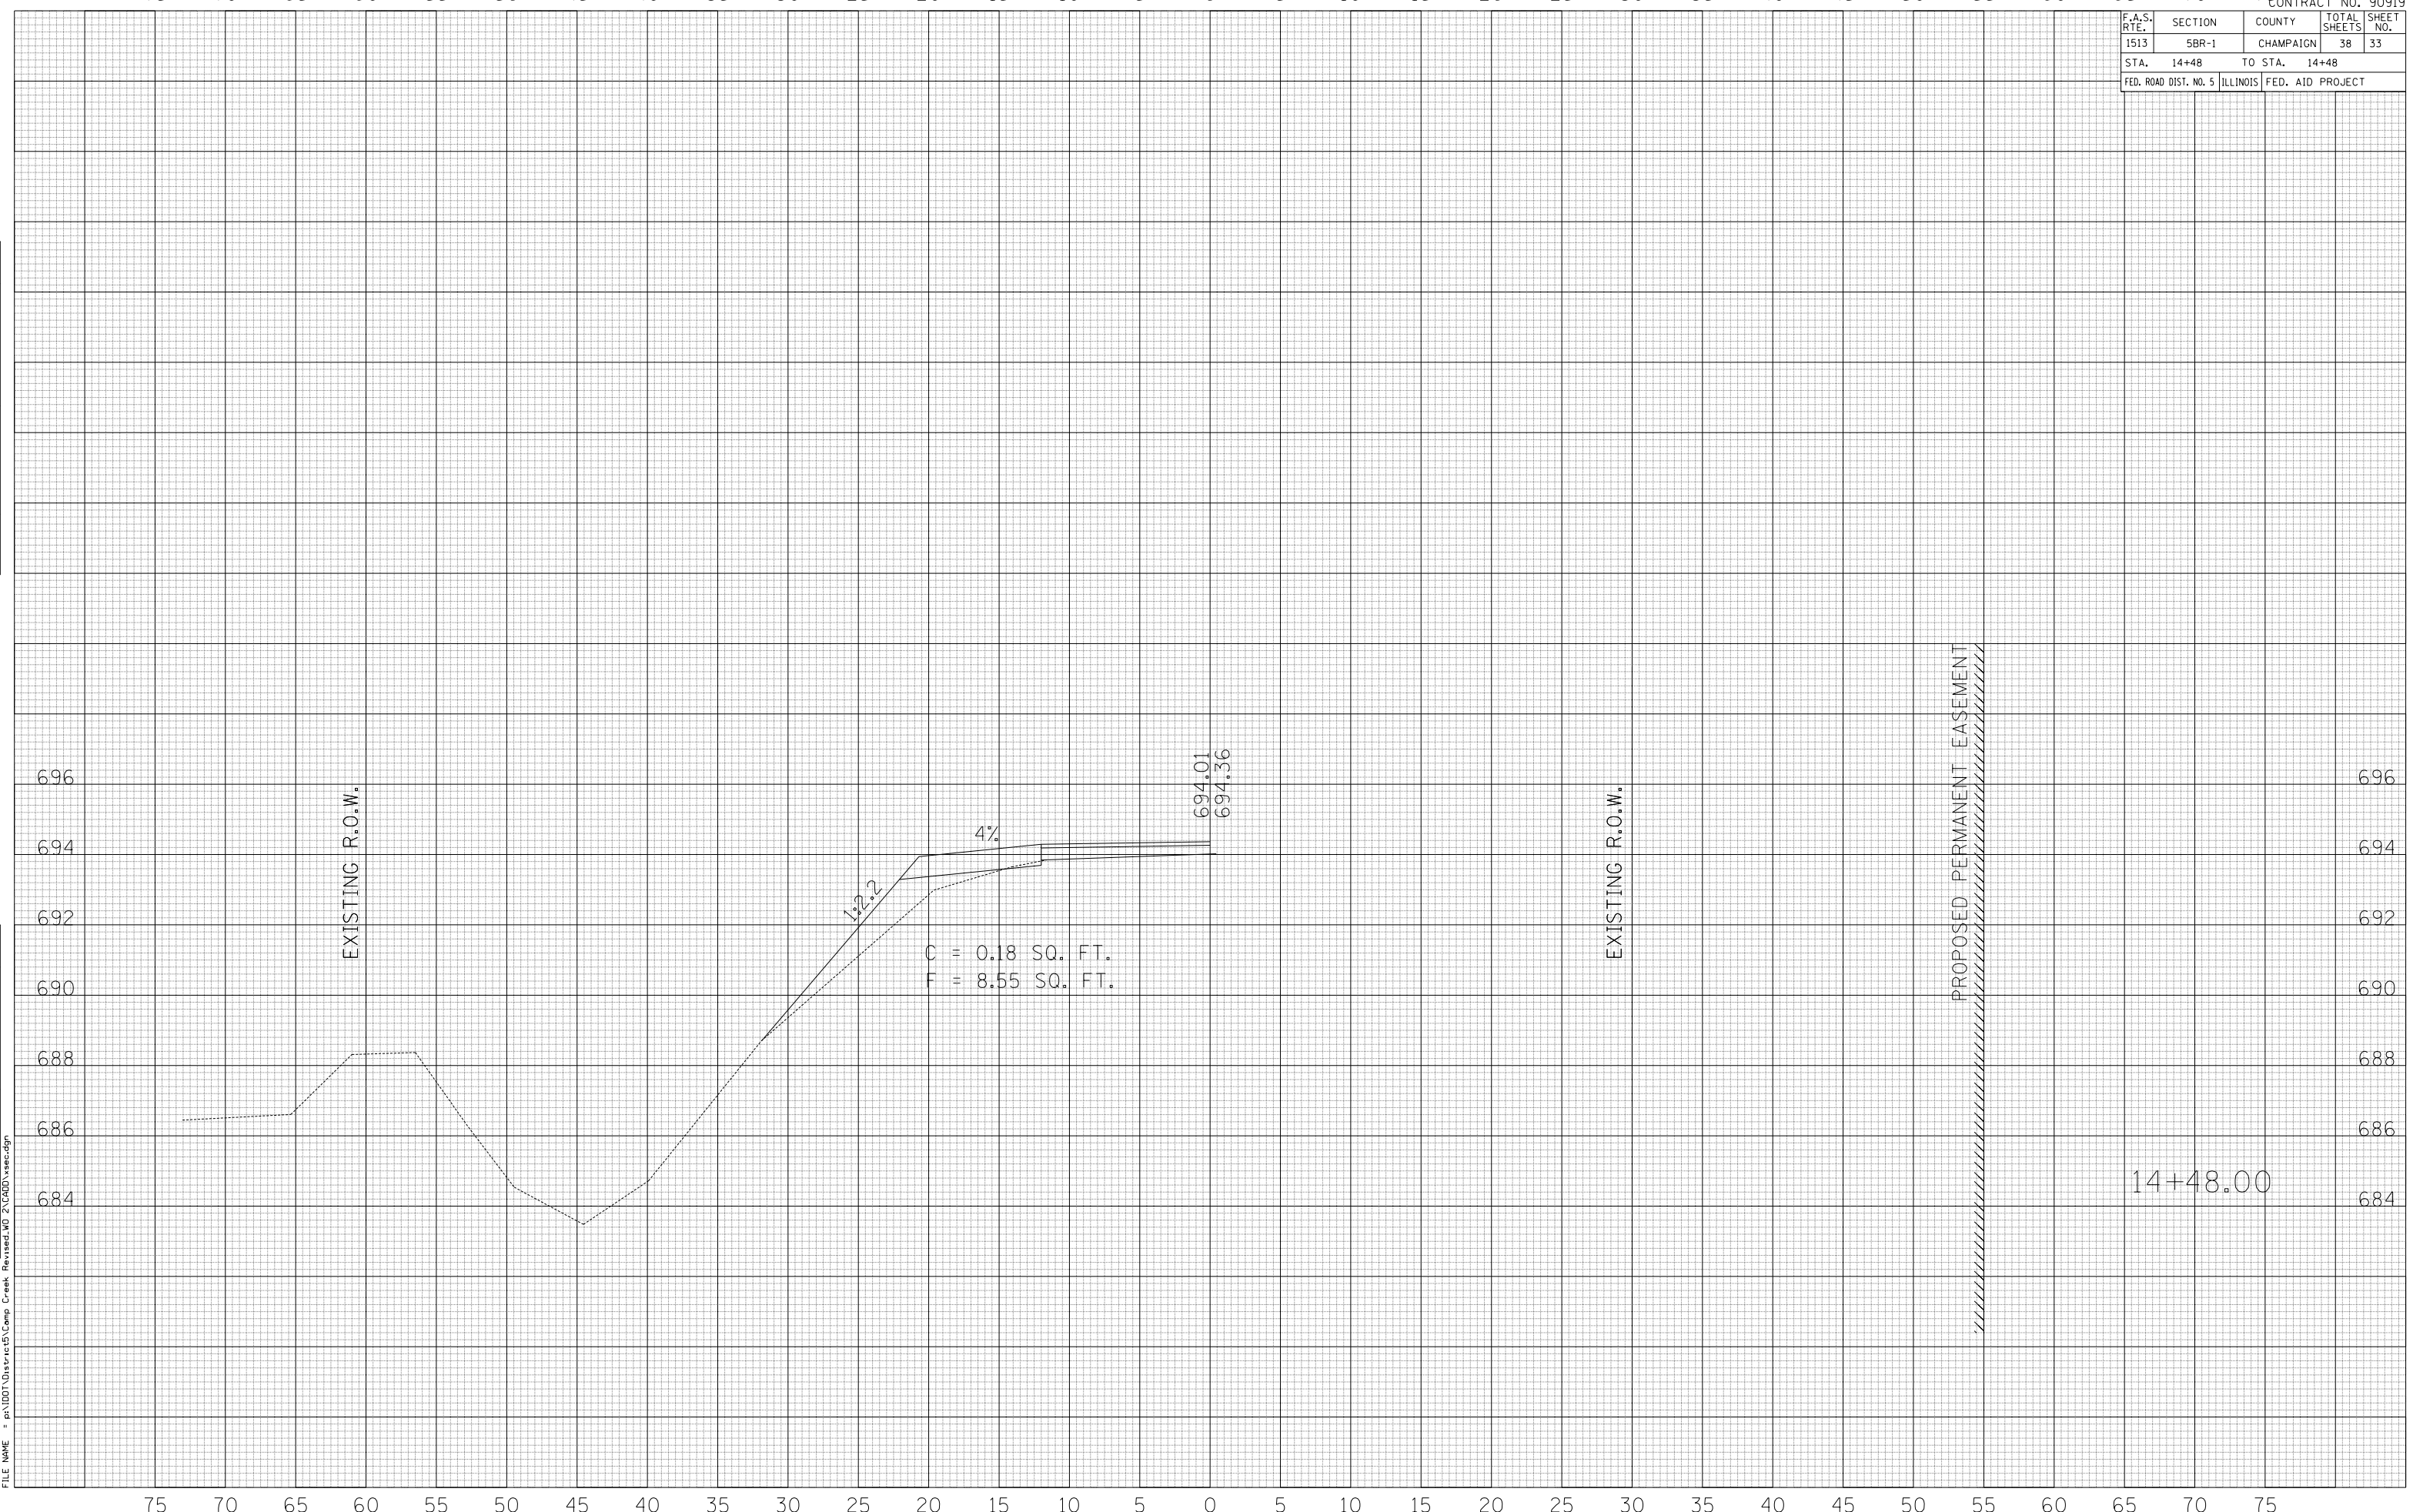 CONTRACT NO. 90919
F.A.S. RTE. SECTION COUNTY TOTAL SHEETS SHEET NO.
1513 5BR-1 CHAMPAIGN 38 33
STA. 14+48 TO STA. 14+48
FED. ROAD DIST. NO. 5 ILLINOIS FED. AID PROJECT
PROPOSED PERMANENT EASEMENT
694.01
694.36
696 696
EXISTING R.O.W.
EXISTING R.O.W.
4%
694 694
1:2.2
692 692
C = 0.18 SQ. FT.
F = 8.55 SQ. FT.
690 690
688 688
686 686
14+48.00
684 684
FILE NAME = p:\IDOT\District5\Camp Creek Revised_WO 2\CADD\xsec.dgn
75 70 65 60 55 50 45 40 35 30 25 20 15 10 5 0 5 10 15 20 25 30 35 40 45 50 55 60 65 70 75